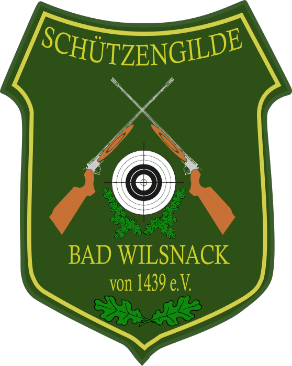 SCHÜTZENGILDE
BAD WILSNACK
von 1439 e.V.